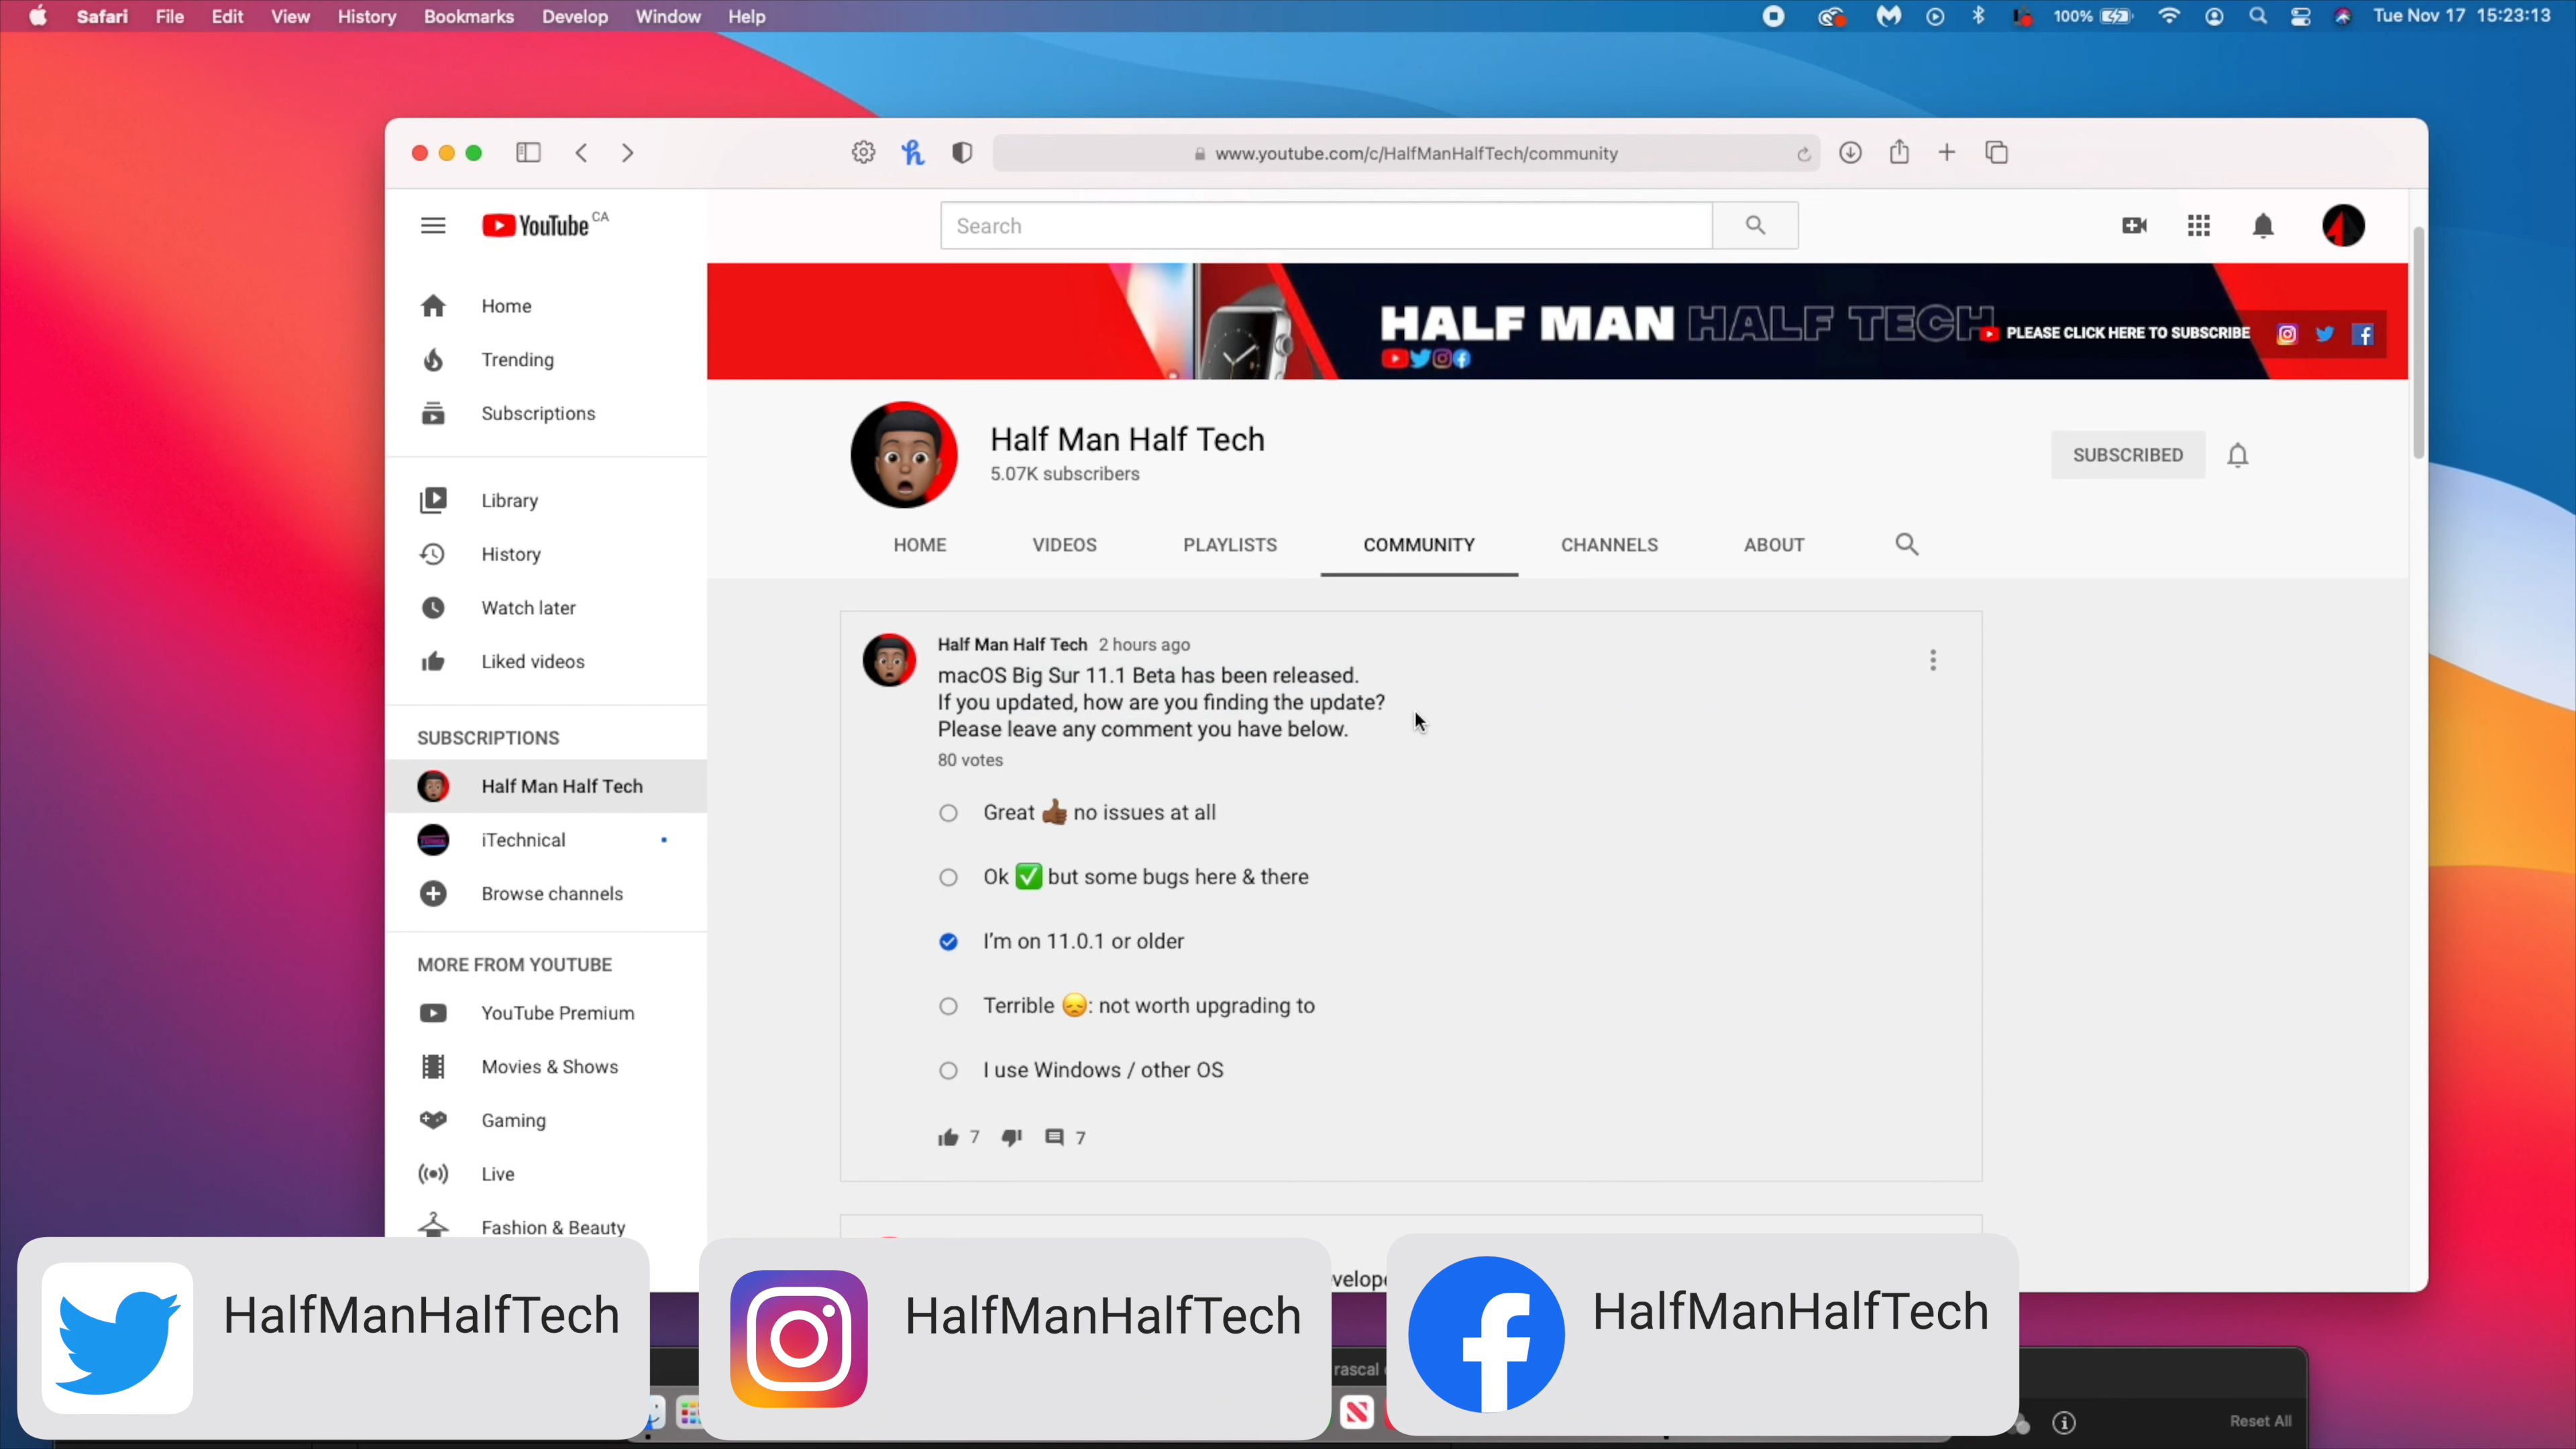 Safari File Edit View History Bookmarks Develop Window Help
100% Tue Nov 17 15:23:13
www.youtube.com/c/HalfManHalfTech/community
YouTube CA
Search
Home
Trending
Subscriptions
Library
History
Watch later
Liked videos
SUBSCRIPTIONS
Half Man Half Tech
iTechnical
Browse channels
MORE FROM YOUTUBE
YouTube Premium
Movies & Shows
Gaming
Live
Fashion & Beauty
HALF MAN HALF TECH
PLEASE CLICK HERE TO SUBSCRIBE
Half Man Half Tech
5.07K subscribers
SUBSCRIBED
HOME VIDEOS PLAYLISTS COMMUNITY CHANNELS ABOUT
Half Man Half Tech 2 hours ago
macOS Big Sur 11.1 Beta has been released.
If you updated, how are you finding the update?
Please leave any comment you have below.
80 votes
Great 👍🏾 no issues at all
Ok ✅ but some bugs here & there
I'm on 11.0.1 or older
Terrible 😞: not worth upgrading to
I use Windows / other OS
7 7
HalfManHalfTech
HalfManHalfTech
HalfManHalfTech
rascal
Reset All